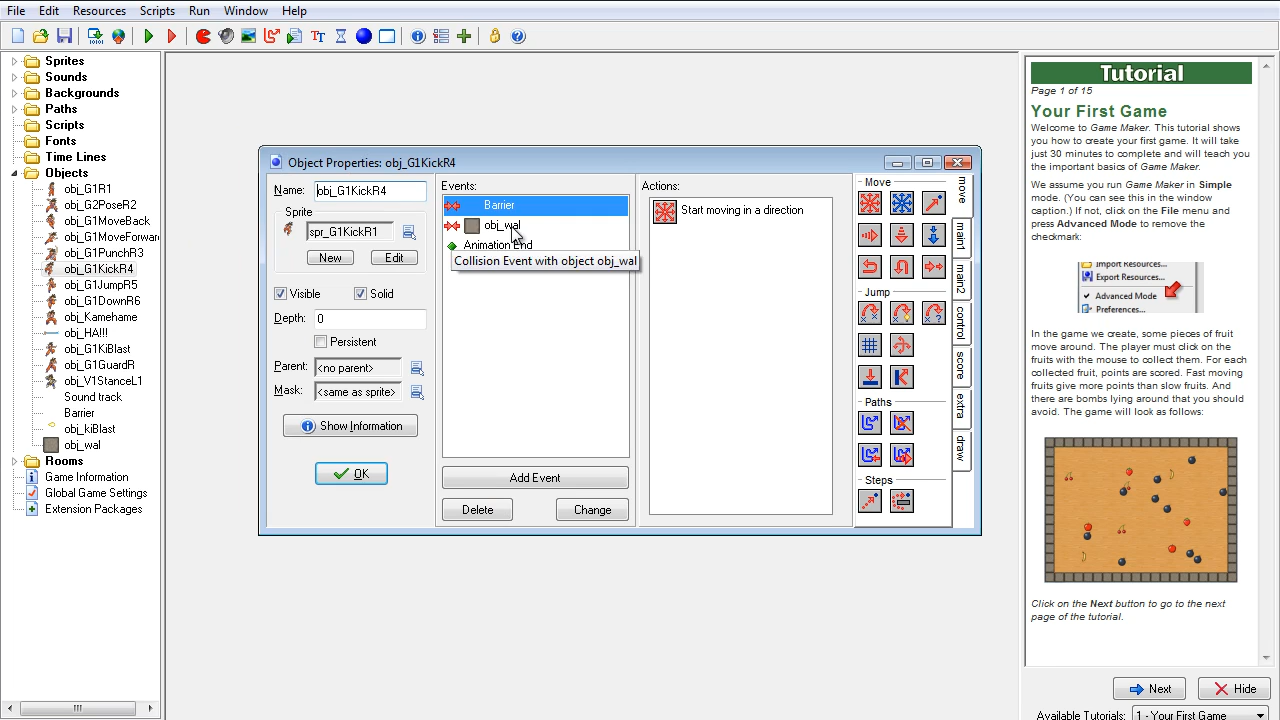 File Edit Resources Scripts Run Window Help
Sprites
Sounds
Backgrounds
Paths
Scripts
Fonts
Time Lines
Objects
obj_G1R1
obj_G2PoseR2
obj_G1MoveBack
obj_G1MoveForward
obj_G1PunchR3
obj_G1KickR4
obj_G1JumpR5
obj_G1DownR6
obj_Kamehame
obj_HA!!!
obj_G1KiBlast
obj_G1GuardR
obj_V1StanceL1
Sound track
Barrier
obj_kiBlast
obj_wal
Rooms
Game Information
Global Game Settings
Extension Packages
Object Properties: obj_G1KickR4
Name: obj_G1KickR4
Sprite
spr_G1KickR1
New Edit
Visible Solid
Depth: 0
Persistent
Parent: <no parent>
Mask: <same as sprite>
Show Information
OK
Events:
Barrier
obj_wal
Animation End
Collision Event with object obj_wal
Add Event
Delete Change
Actions:
Start moving in a direction
Move
Jump
Paths
Steps
move
main1
main2
control
score
extra
draw
Tutorial
Page 1 of 15
Your First Game
Welcome to Game Maker. This tutorial shows
you how to create your first game. It will take
just 30 minutes to complete and will teach you
the important basics of Game Maker.
We assume you run Game Maker in Simple
mode. (You can see this in the window
caption.) If not, click on the File menu and
press Advanced Mode to remove the
checkmark:
Import Resources...
Export Resources...
Advanced Mode
Preferences...
In the game we create, some pieces of fruit
move around. The player must click on the
fruits with the mouse to collect them. For each
collected fruit, points are scored. Fast moving
fruits give more points than slow fruits. And
there are bombs lying around that you should
avoid. The game will look as follows:
Click on the Next button to go to the next
page of the tutorial.
Next Hide
Available Tutorials: 1 - Your First Game